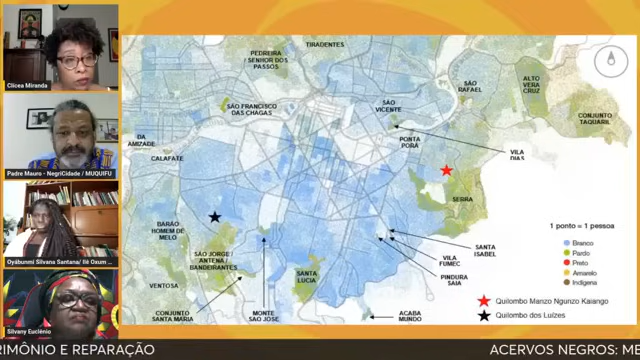 Clícea Miranda
Padre Mauro - NegriCidade / MUQUIFU
Oyàbunmi Silvana Santana/ Ilé Oxum ...
Silvany Euclênio
TIRADENTES
PEDREIRA
/ SENHOR DOS
PASSOS
SÃO FRANCISCO
DAS CHAGAS
SÃO
VICENTE
SÃO
RAFAEL
ALTO
VERA
CRUZ
CONJUNTO
TAQUARIL
DA
AMIZADE
CALAFATE
PONTA
PORÃ
VILA
DIAS
SERRA
BARÃO
HOMEM DE
MELO
SÃO JORGE/
ANTENA/
BANDEIRANTES
VENTOSA
CONJUNTO
SANTA MARIA
MONTE
SÃO JOSÉ
SANTA
LUCIA
ACABA
MUNDO
SANTA
ISABEL
VILA
FUMEC
PINDURA
SAIA
1 ponto = 1 pessoa
Branco
Pardo
Preto
Amarelo
Indígena
Quilombo Manzo Ngunzo Kaiango
Quilombo dos Luízes
RIMÔNIO E REPARAÇÃO
ACERVOS NEGROS: ME